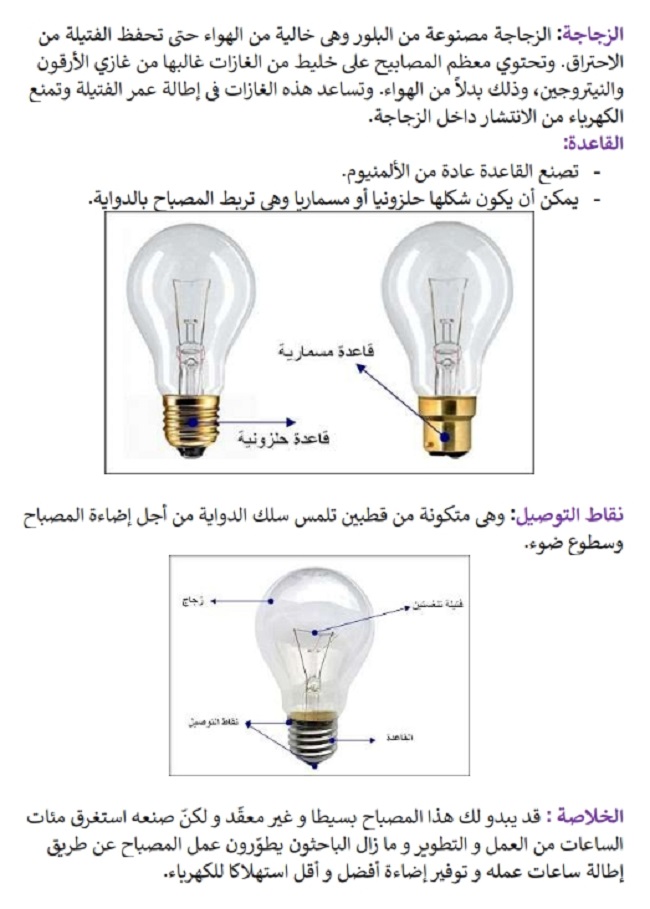 الزجاجة: الزجاجة مصنوعة من البلور وهى خالية من الهواء حتى تحفظ الفتيلة من
الاحتراق. وتحتوي معظم المصابيح على خليط من الغازات غالبها من غازي الأرقون
والنيتروجين، وذلك بدلاً من الهواء. وتساعد هذه الغازات في إطالة عمر الفتيلة وتمنع
الكهرباء من الانتشار داخل الزجاجة.
القاعدة:
- تصنع القاعدة عادة من الألمنيوم.
- يمكن أن يكون شكلها حلزونيا أو مسماريا وهى تربط المصباح بالدواية.
قاعدة مسمارية
قاعدة حلزونية
نقاط التوصيل: وهى متكونة من قطبين تلمس سلك الدواية من أجل إضاءة المصباح
وسطوع ضوء.
فتيلة تنغستين
زجاج
نقاط التوصيل
القاعدة
الخلاصة : قد يبدو لك هذا المصباح بسيطا و غير معقّد و لكنّ صنعه استغرق مئات
الساعات من العمل و التطوير و ما زال الباحثون يطوّرون عمل المصباح عن طريق
إطالة ساعات عمله و توفير إضاءة أفضل و أقل استهلاكا للكهرباء.